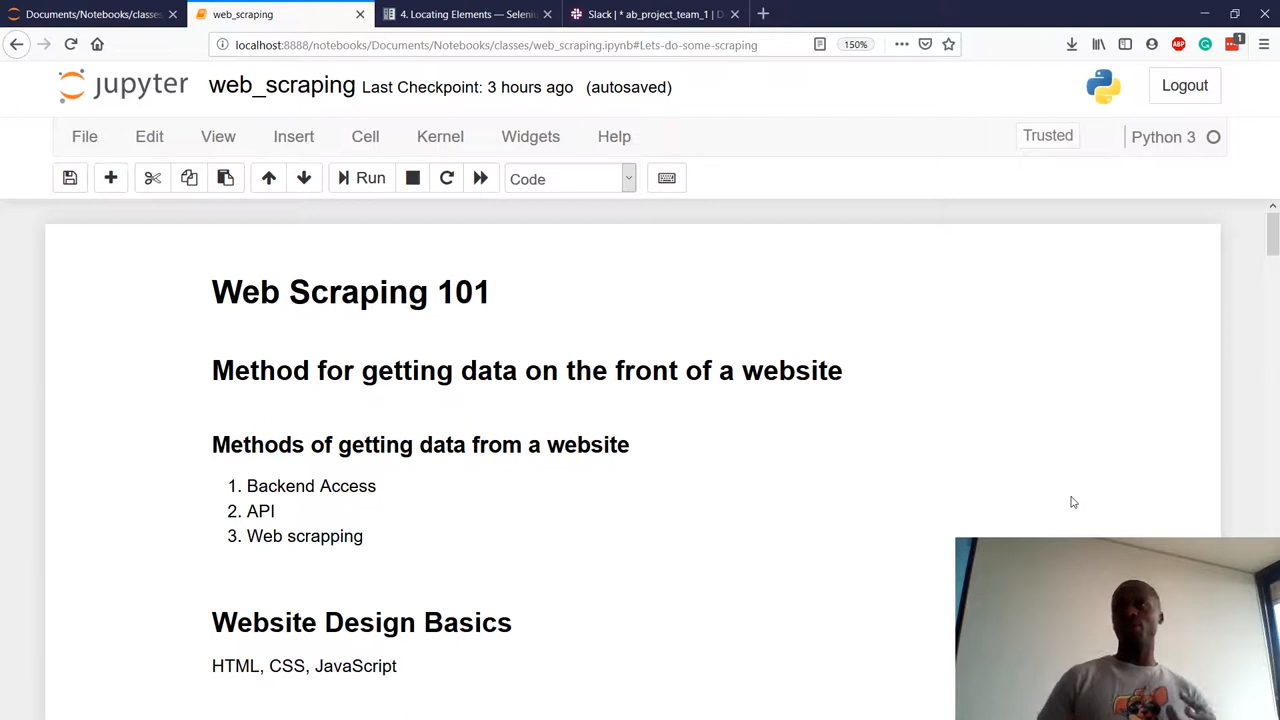 Documents/Notebooks/classes
web_scraping
4. Locating Elements — Seleni
Slack | * ab_project_team_1 | D
localhost:8888/notebooks/Documents/Notebooks/classes/web_scraping.ipynb#Lets-do-some-scraping
150%
ABP
1
jupyter web_scraping Last Checkpoint: 3 hours ago (autosaved)
Logout
File Edit View Insert Cell Kernel Widgets Help
Trusted
Python 3
Run
Code
Web Scraping 101
Method for getting data on the front of a website
Methods of getting data from a website
1. Backend Access
2. API
3. Web scrapping
Website Design Basics
HTML, CSS, JavaScript